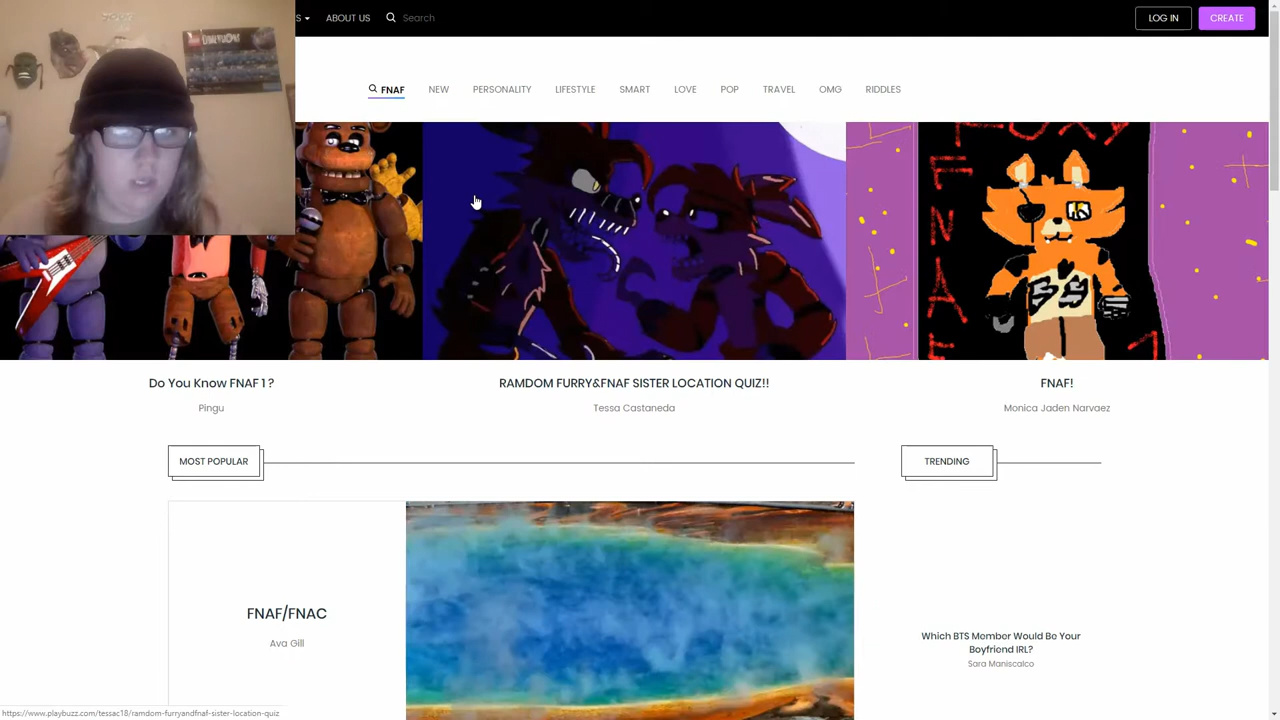 S
ABOUT US
Search
LOG IN
CREATE
FNAF
NEW
PERSONALITY
LIFESTYLE
SMART
LOVE
POP
TRAVEL
OMG
RIDDLES
Do You Know FNAF 1 ?
Pingu
RAMDOM FURRY&FNAF SISTER LOCATION QUIZ!!
Tessa Castaneda
FNAF!
Monica Jaden Narvaez
MOST POPULAR
TRENDING
FNAF/FNAC
Ava Gill
Which BTS Member Would Be Your
Boyfriend IRL?
Sara Maniscalco
https://www.playbuzz.com/tessac18/ramdom-furryandfnaf-sister-location-quiz